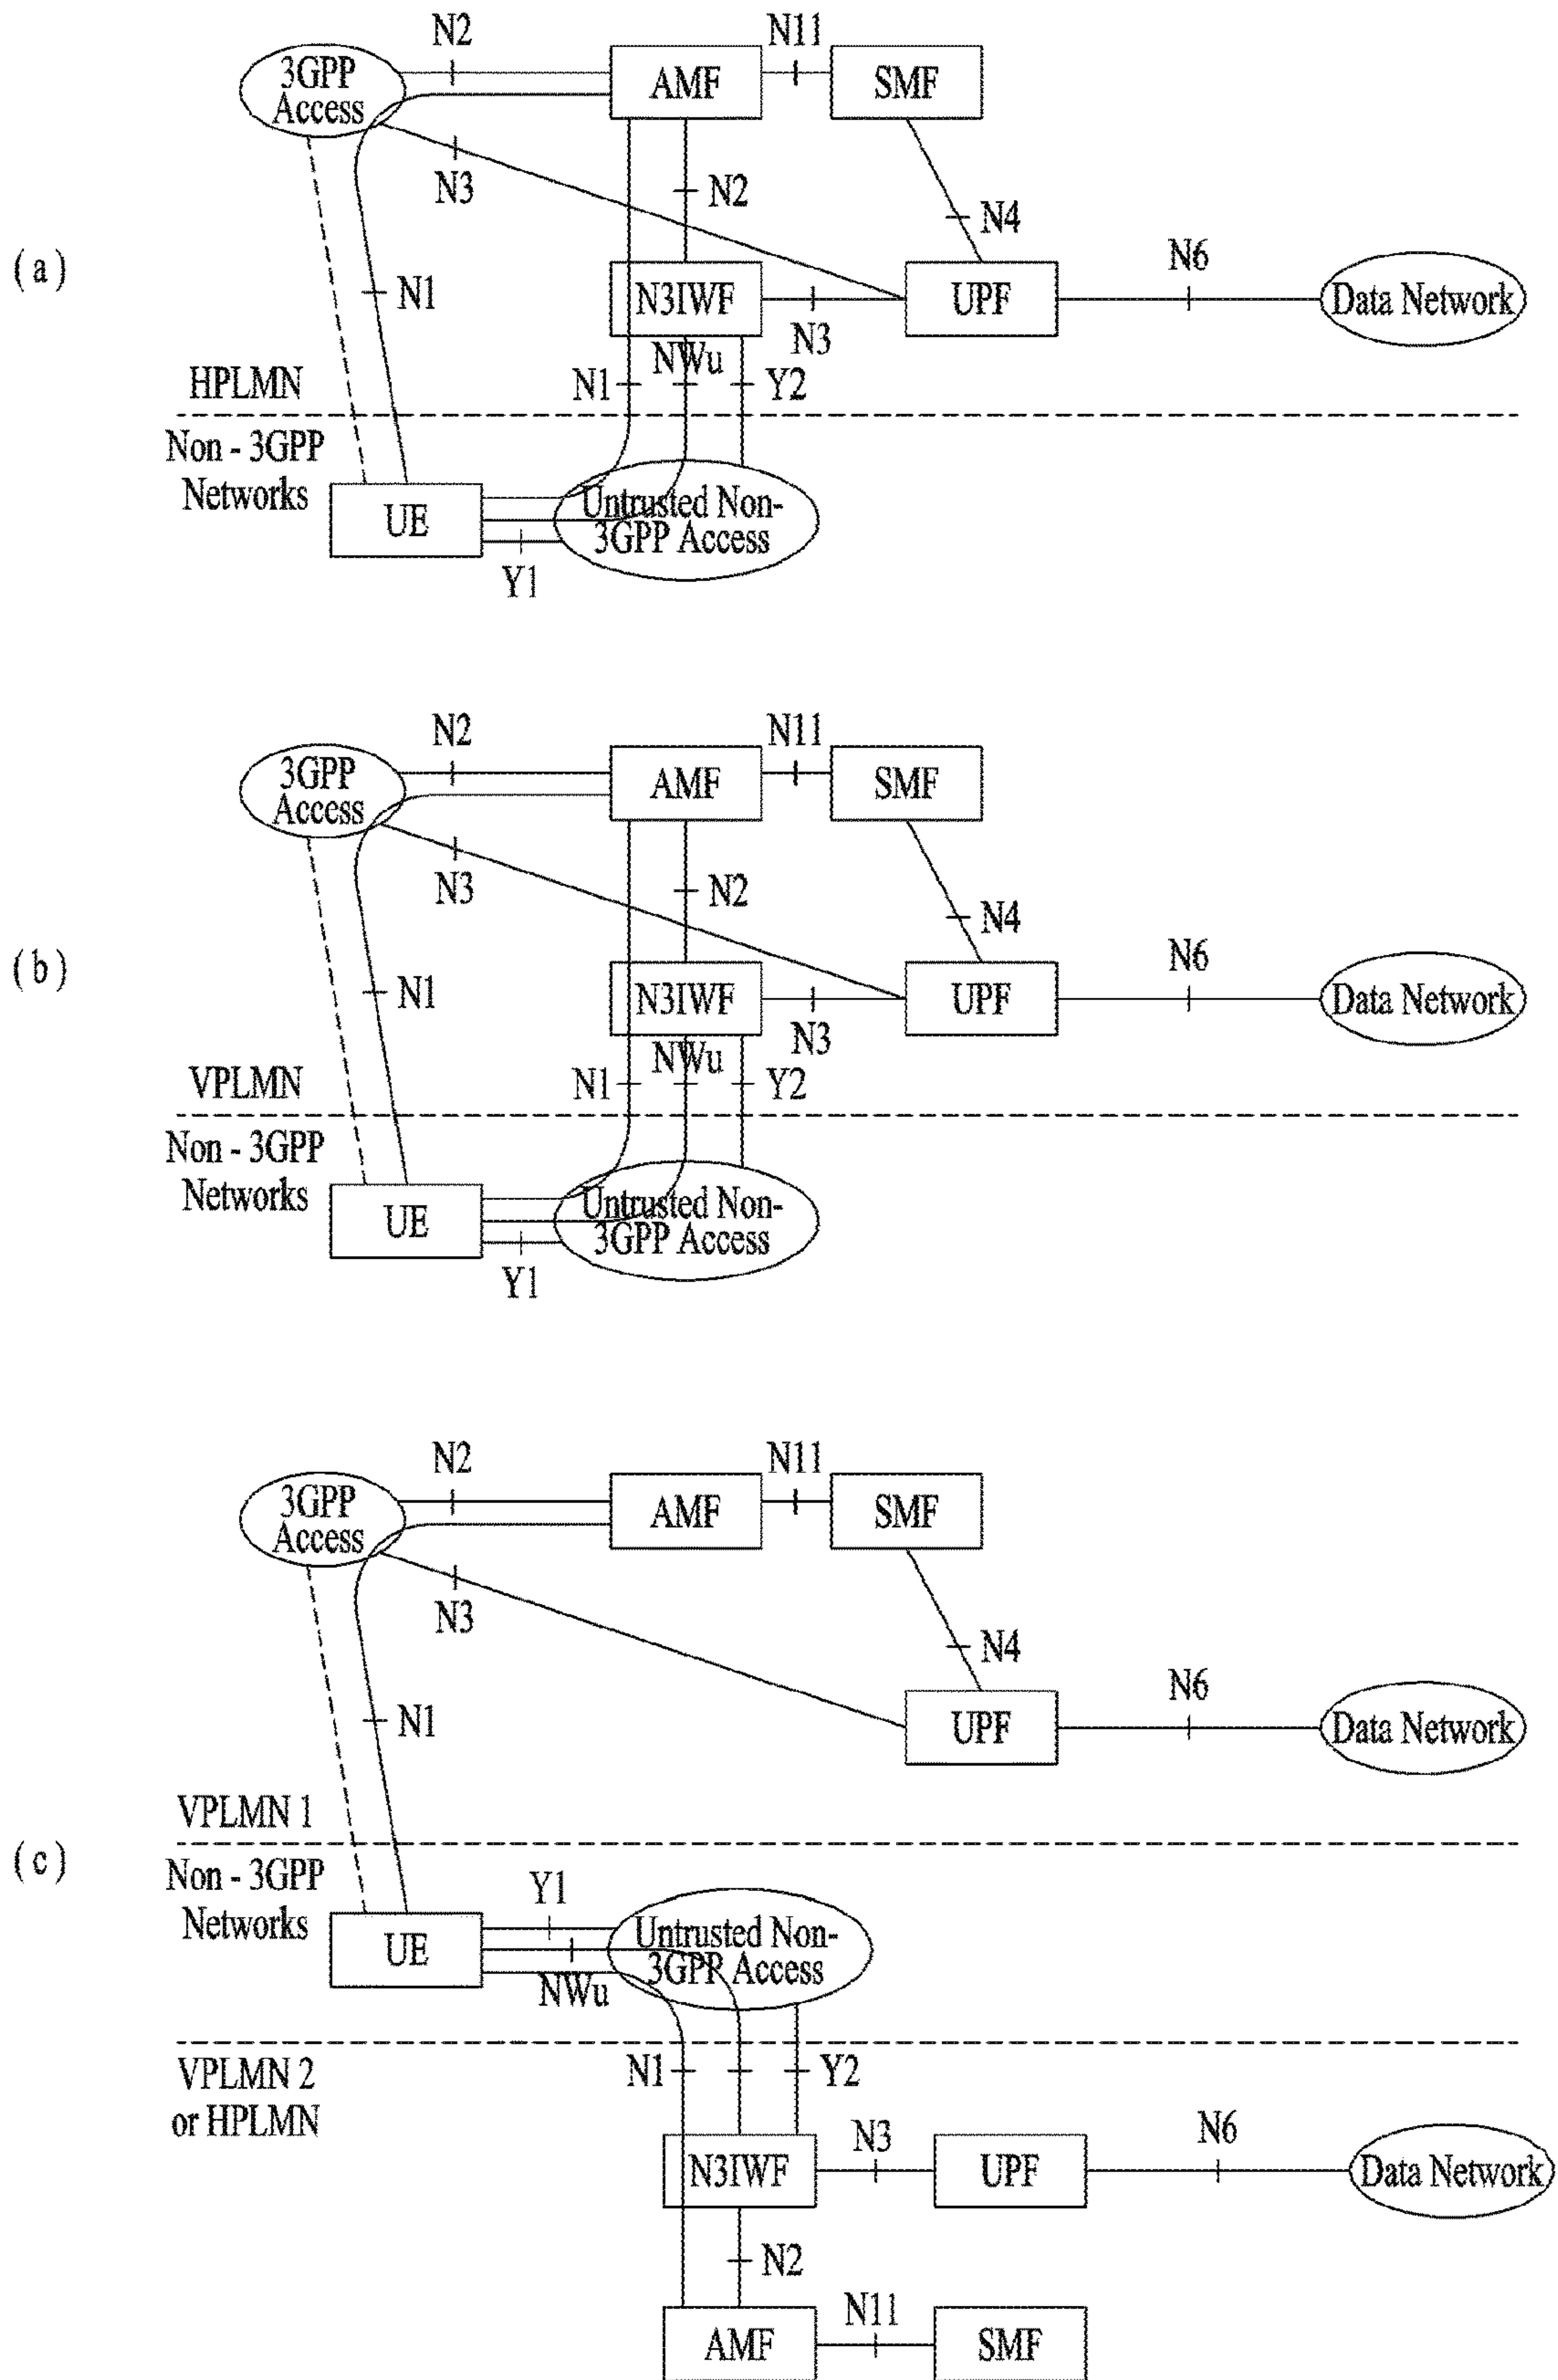 (a)
N2
N11
3GPP
Access
AMF
SMF
N3
N2
N4
N1
N6
N3IWF
UPF
Data Network
N3
HPLMN
N1
NWu
Y2
Non - 3GPP
Networks
UE
Untrusted Non-
3GPP Access
Y1
(b)
N2
N11
3GPP
Access
AMF
SMF
N3
N2
N4
N1
N6
N3IWF
UPF
Data Network
N3
VPLMN
N1
NWu
Y2
Non - 3GPP
Networks
UE
Untrusted Non-
3GPP Access
Y1
(c)
N2
N11
3GPP
Access
AMF
SMF
N3
N4
N1
N6
UPF
Data Network
VPLMN 1
Non - 3GPP
Networks
Y1
UE
Untrusted Non-
3GPP Access
NWu
VPLMN 2
or HPLMN
N1
Y2
N3
N6
N3IWF
UPF
Data Network
N2
N11
AMF
SMF